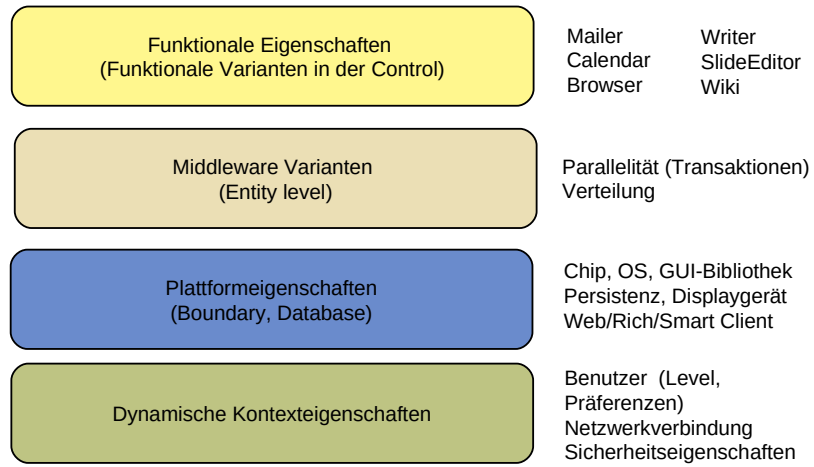 Funktionale Eigenschaften
(Funktionale Varianten in der Control)
Mailer
Calendar
Browser
Writer
SlideEditor
Wiki
Middleware Varianten
(Entity level)
Parallelität (Transaktionen)
Verteilung
Plattformeigenschaften
(Boundary, Database)
Chip, OS, GUI-Bibliothek
Persistenz, Displaygerät
Web/Rich/Smart Client
Dynamische Kontexteigenschaften
Benutzer (Level,
Präferenzen)
Netzwerkverbindung
Sicherheitseigenschaften